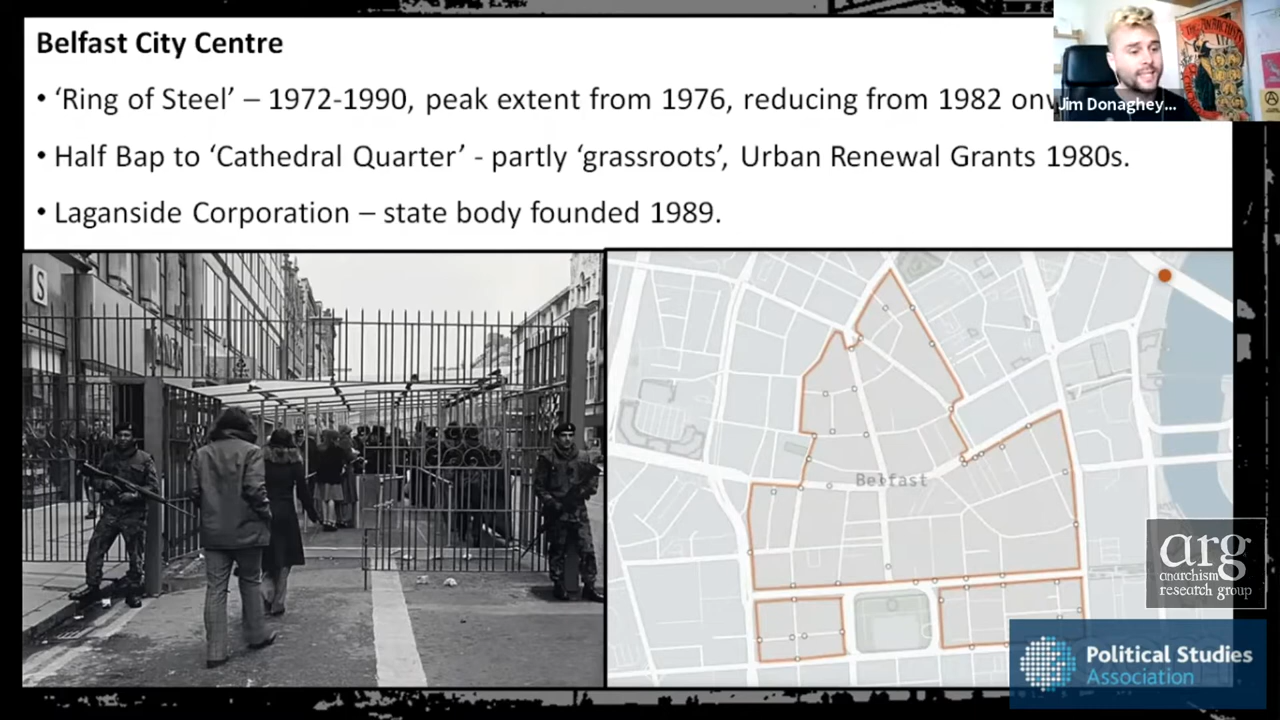 Belfast City Centre
• ‘Ring of Steel’ – 1972-1990, peak extent from 1976, reducing from 1982
• Half Bap to ‘Cathedral Quarter’ - partly ‘grassroots’, Urban Renewal Grants 1980s.
• Laganside Corporation – state body founded 1989.
Jim Donaghey...
THE ANARCHIST
S
Belfast
arg
anarchism
research group
Political Studies
Association